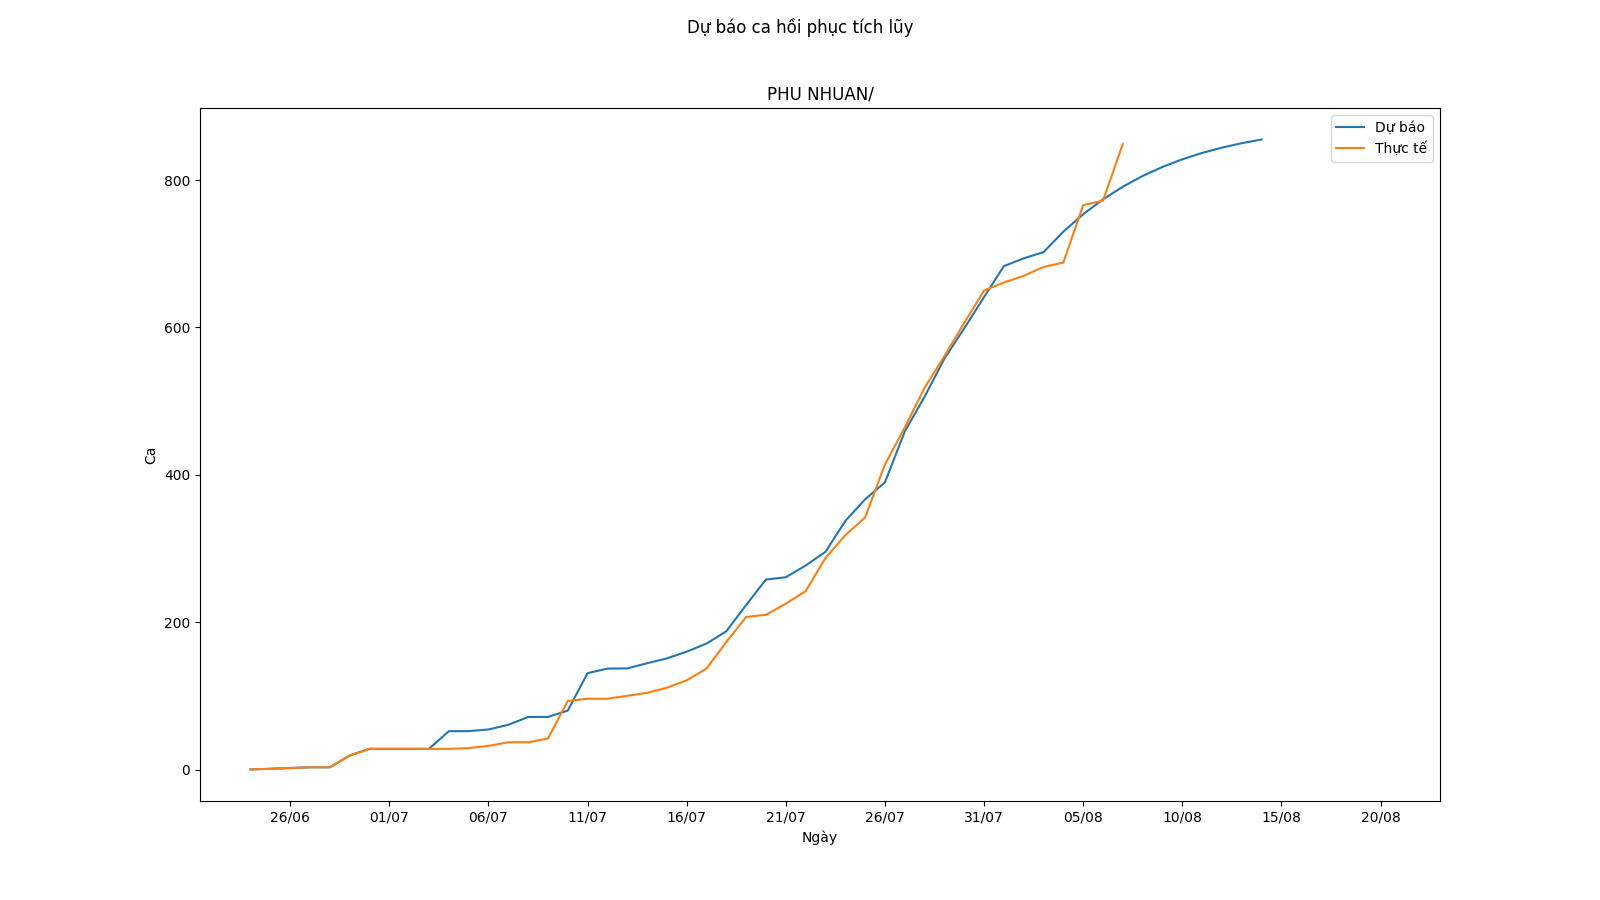 Dự báo ca hồi phục tích lũy
PHU NHUAN/
Dự báo
Thực tế
800
600
400
200
0
Ca
26/06 01/07 06/07 11/07 16/07 21/07 26/07 31/07 05/08 10/08 15/08 20/08
Ngày